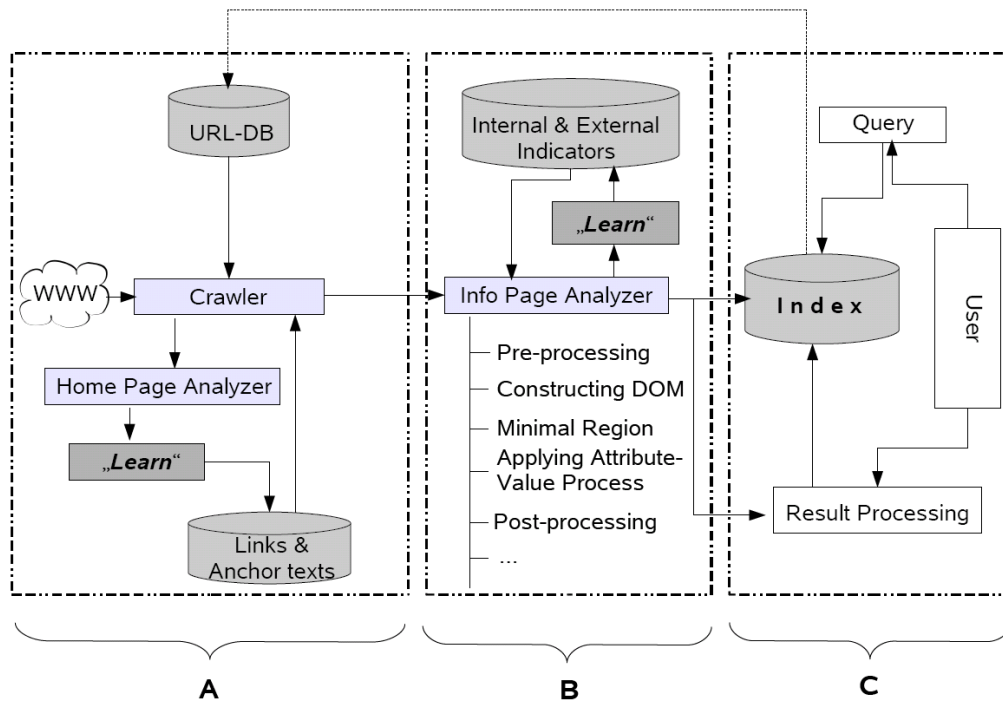 URL-DB
WWW
Crawler
Home Page Analyzer
„Learn“
Links &
Anchor texts
A
Internal & External
Indicators
„Learn“
Info Page Analyzer
Pre-processing
Constructing DOM
Minimal Region
Applying Attribute-
Value Process
Post-processing
...
B
Query
Index
User
Result Processing
C